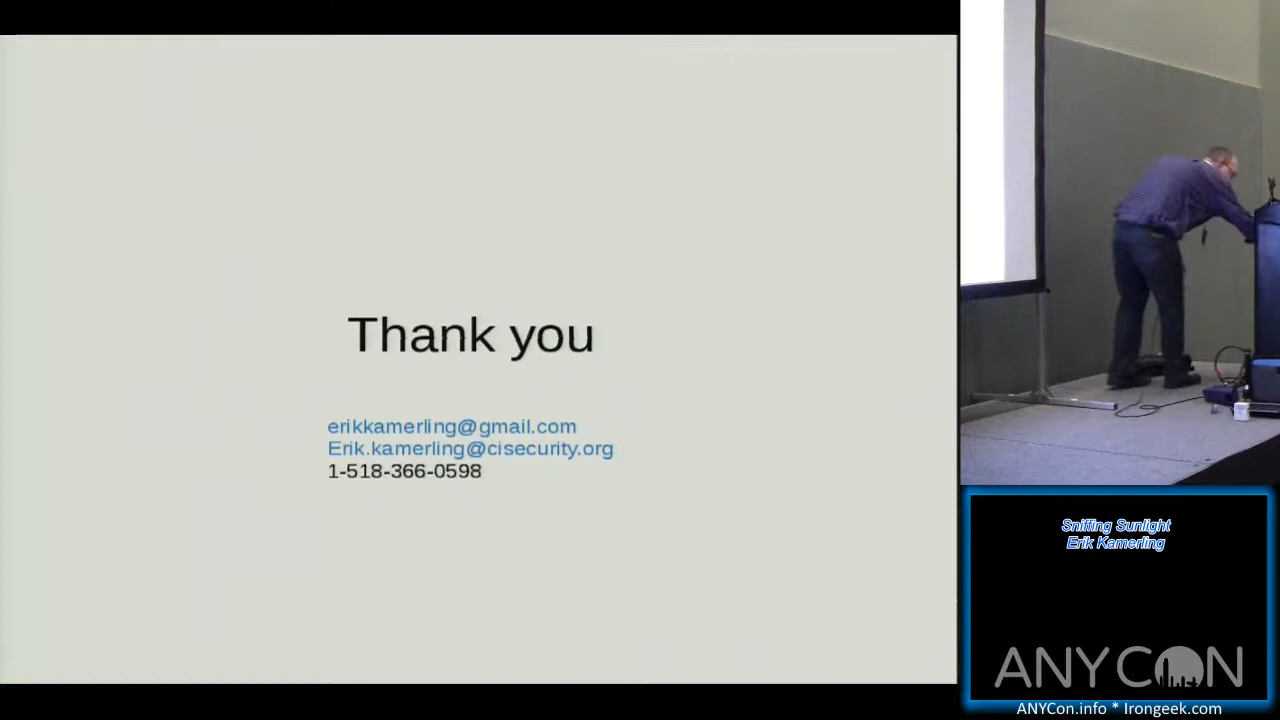 Thank you
erikkamerling@gmail.com
Erik.kamerling@cisecurity.org
1-518-366-0598
Sniffing Sunlight
Erik Kamerling
ANYCON
ANYCon.info * Irongeek.com